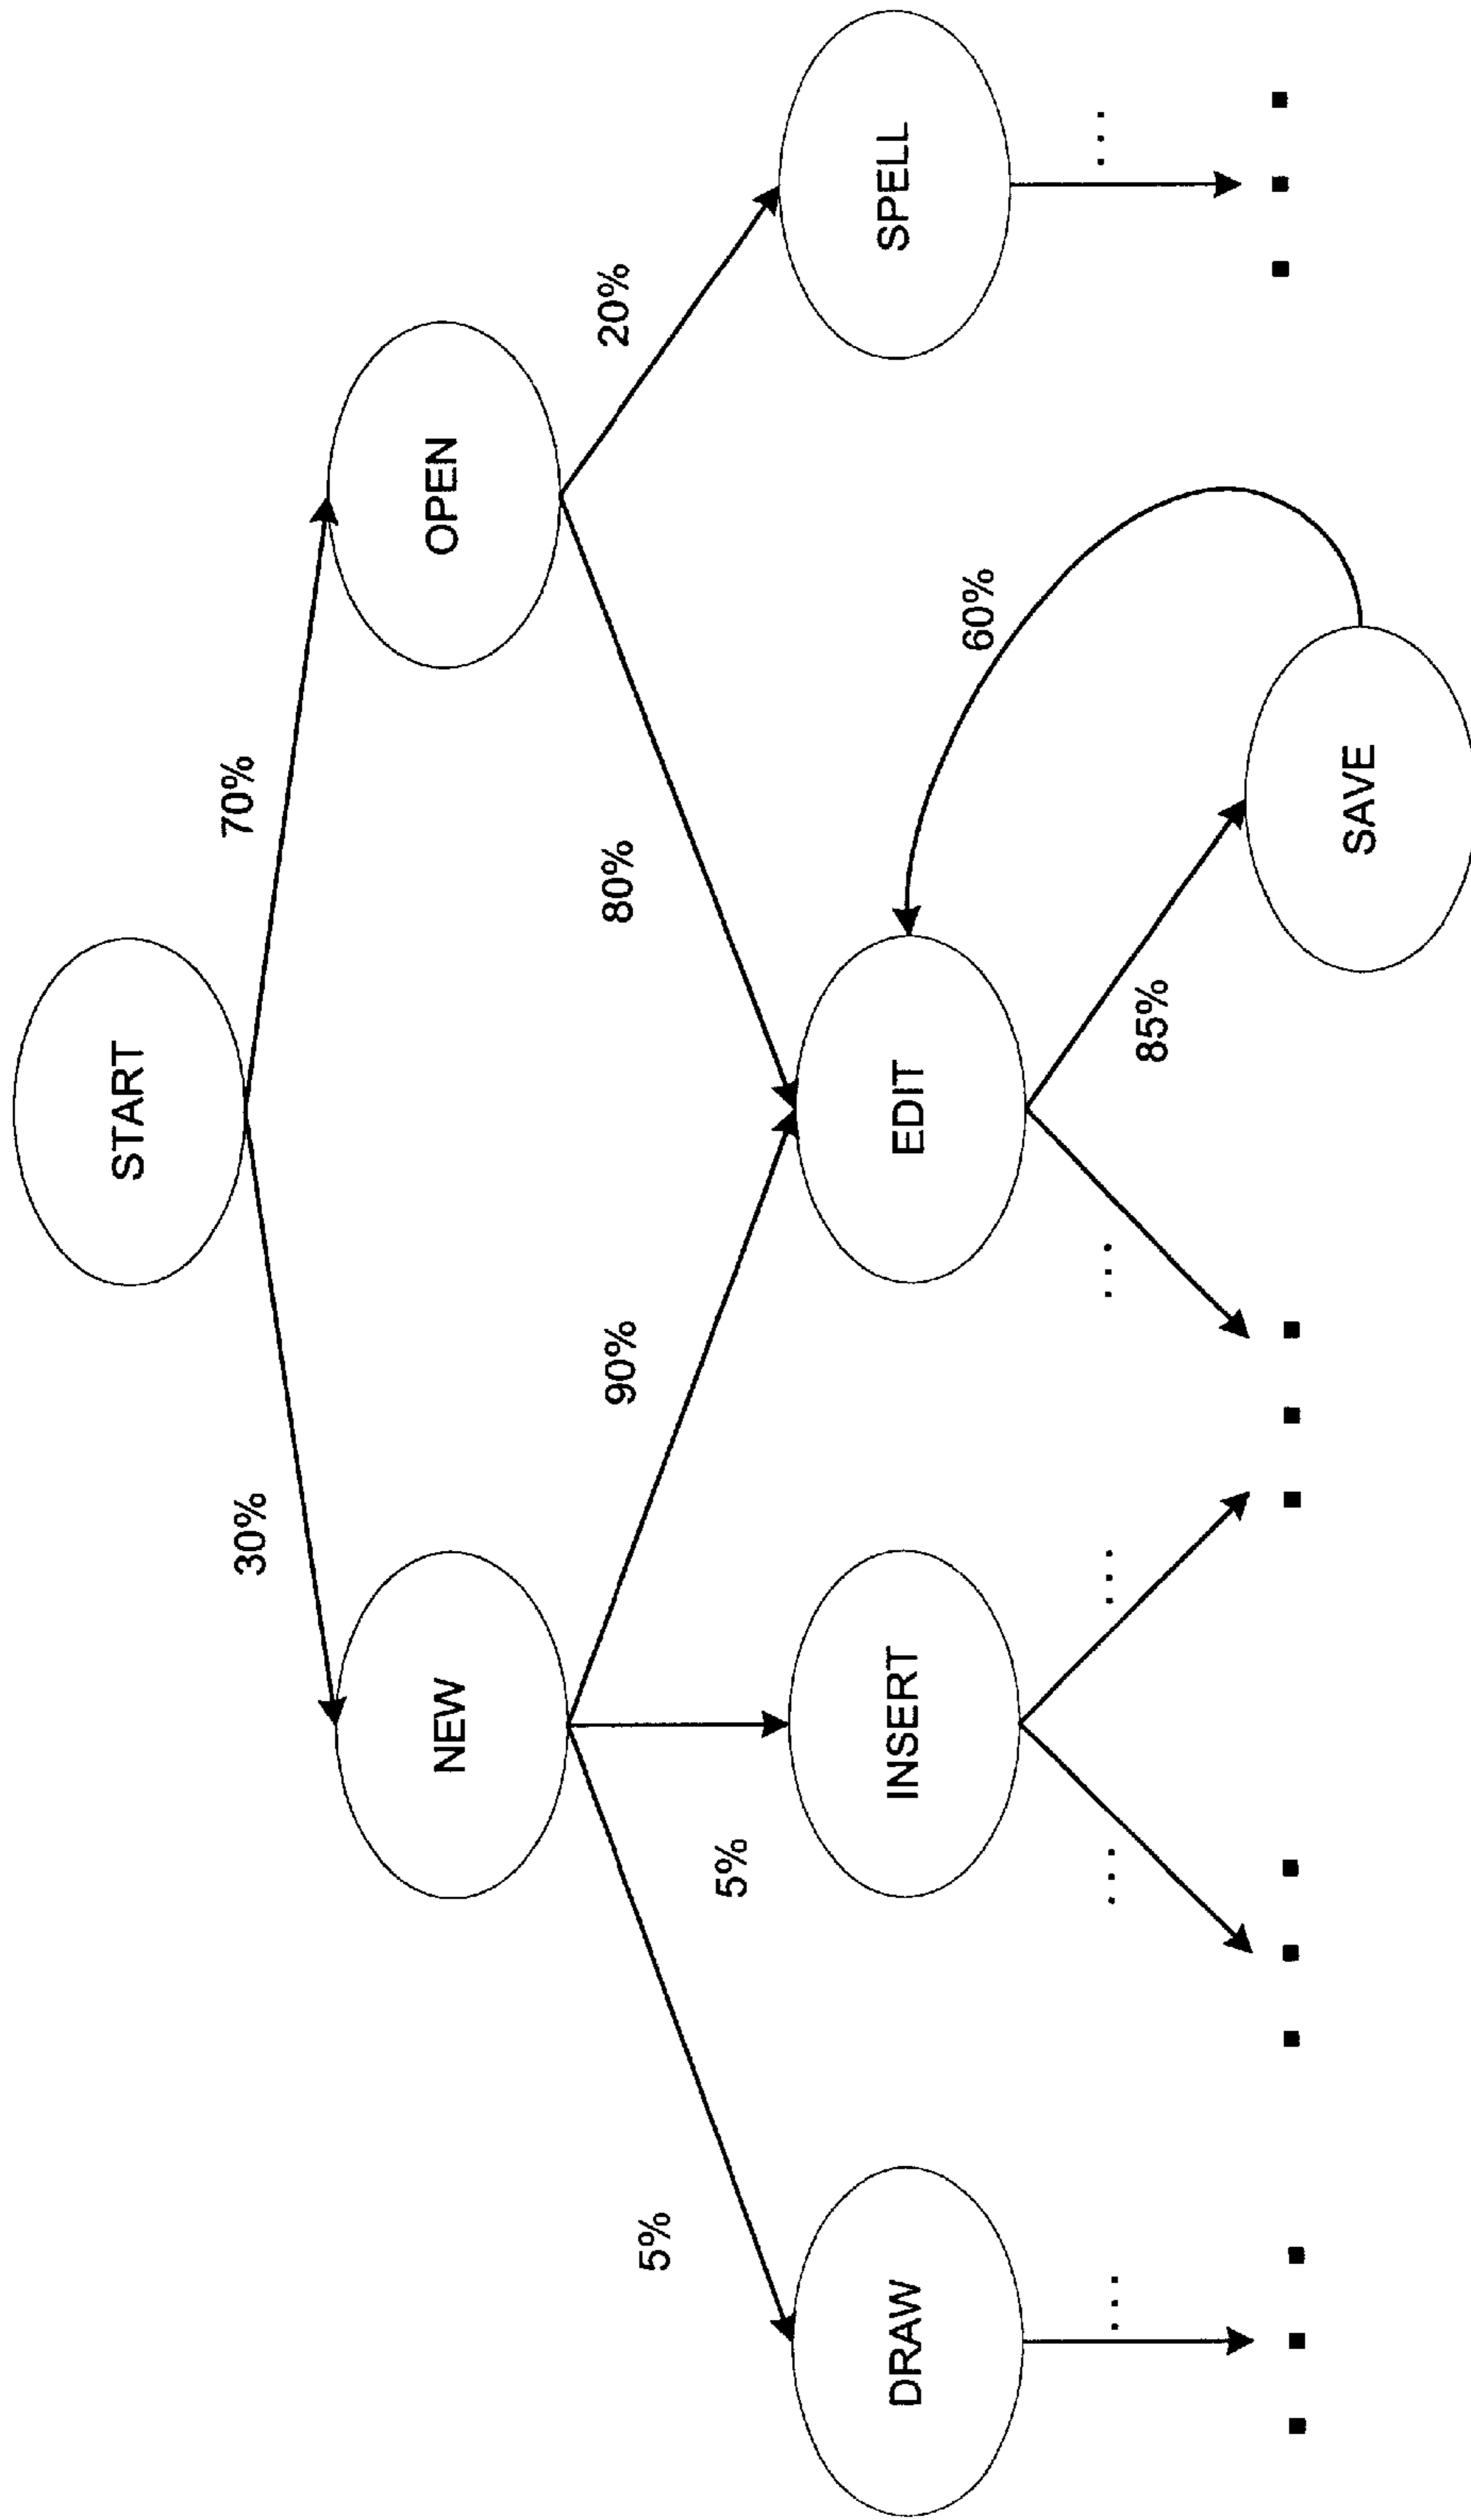 START
30%
70%
NEW
OPEN
5%
5%
90%
80%
20%
DRAW
INSERT
EDIT
SPELL
60%
...
...
...
...
85%
...
SAVE